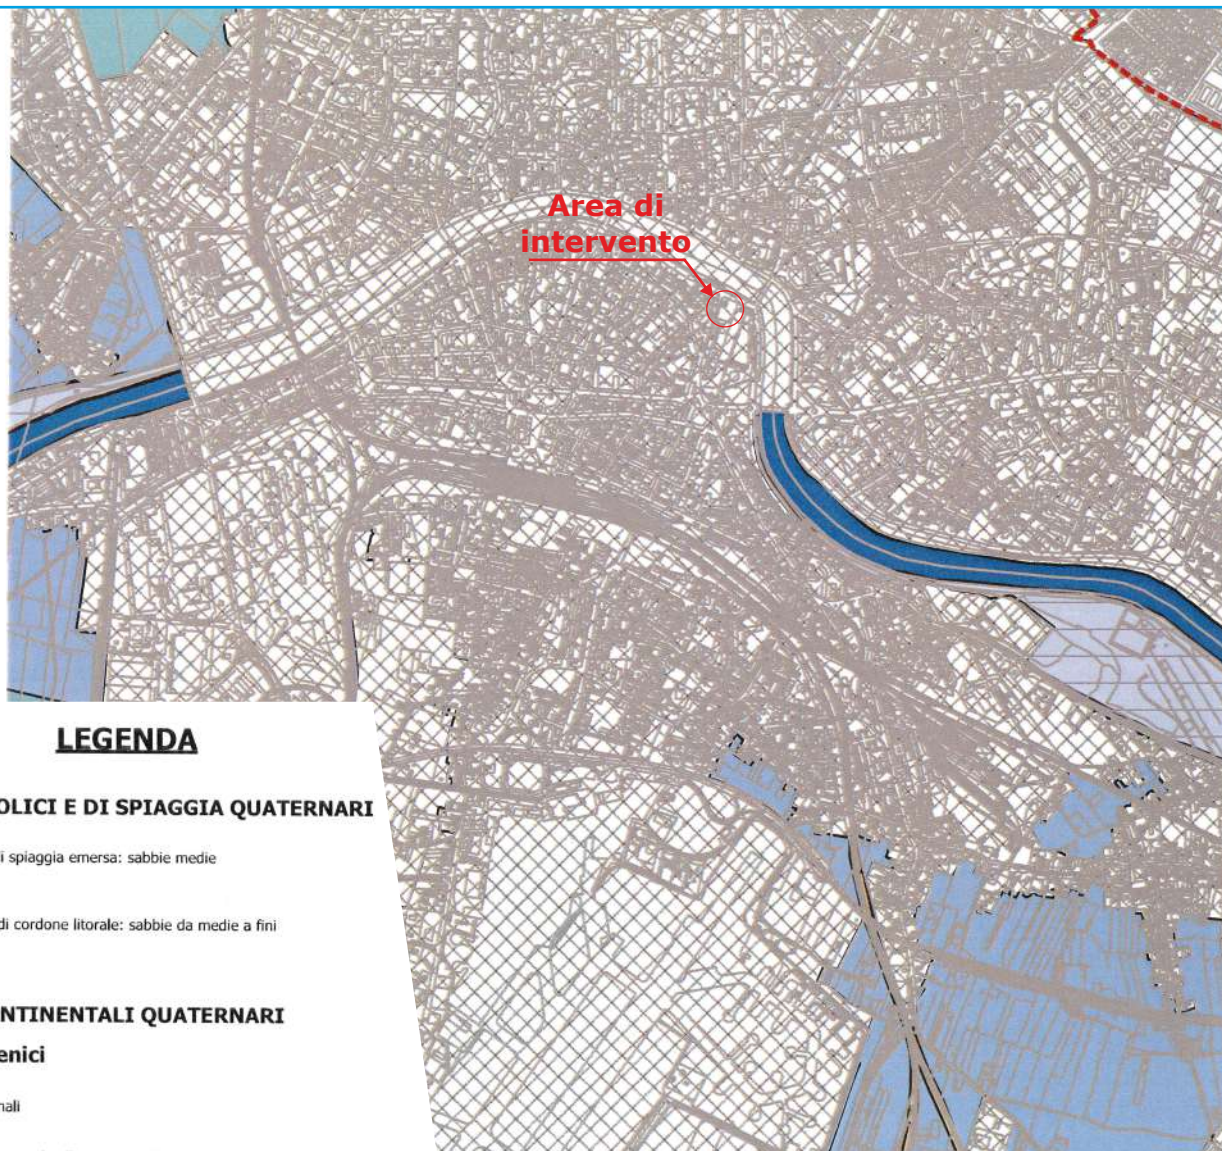 Area di
intervento
LEGENDA
OLICI E DI SPIAGGIA QUATERNARI
i spiaggia emersa: sabbie medie
di cordone litorale: sabbie da medie a fini
NTINENTALI QUATERNARI
enici
nali